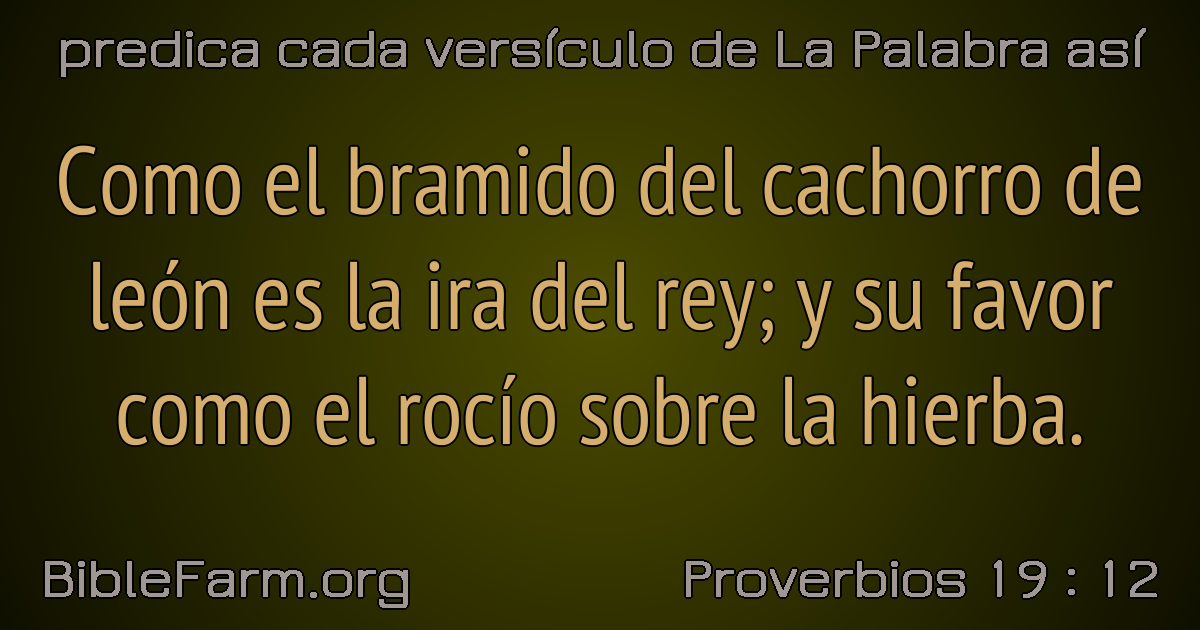 predica cada versículo de La Palabra así
Como el bramido del cachorro de
león es la ira del rey; y su favor
como el rocío sobre la hierba.
BibleFarm.org
Proverbios 19 : 12